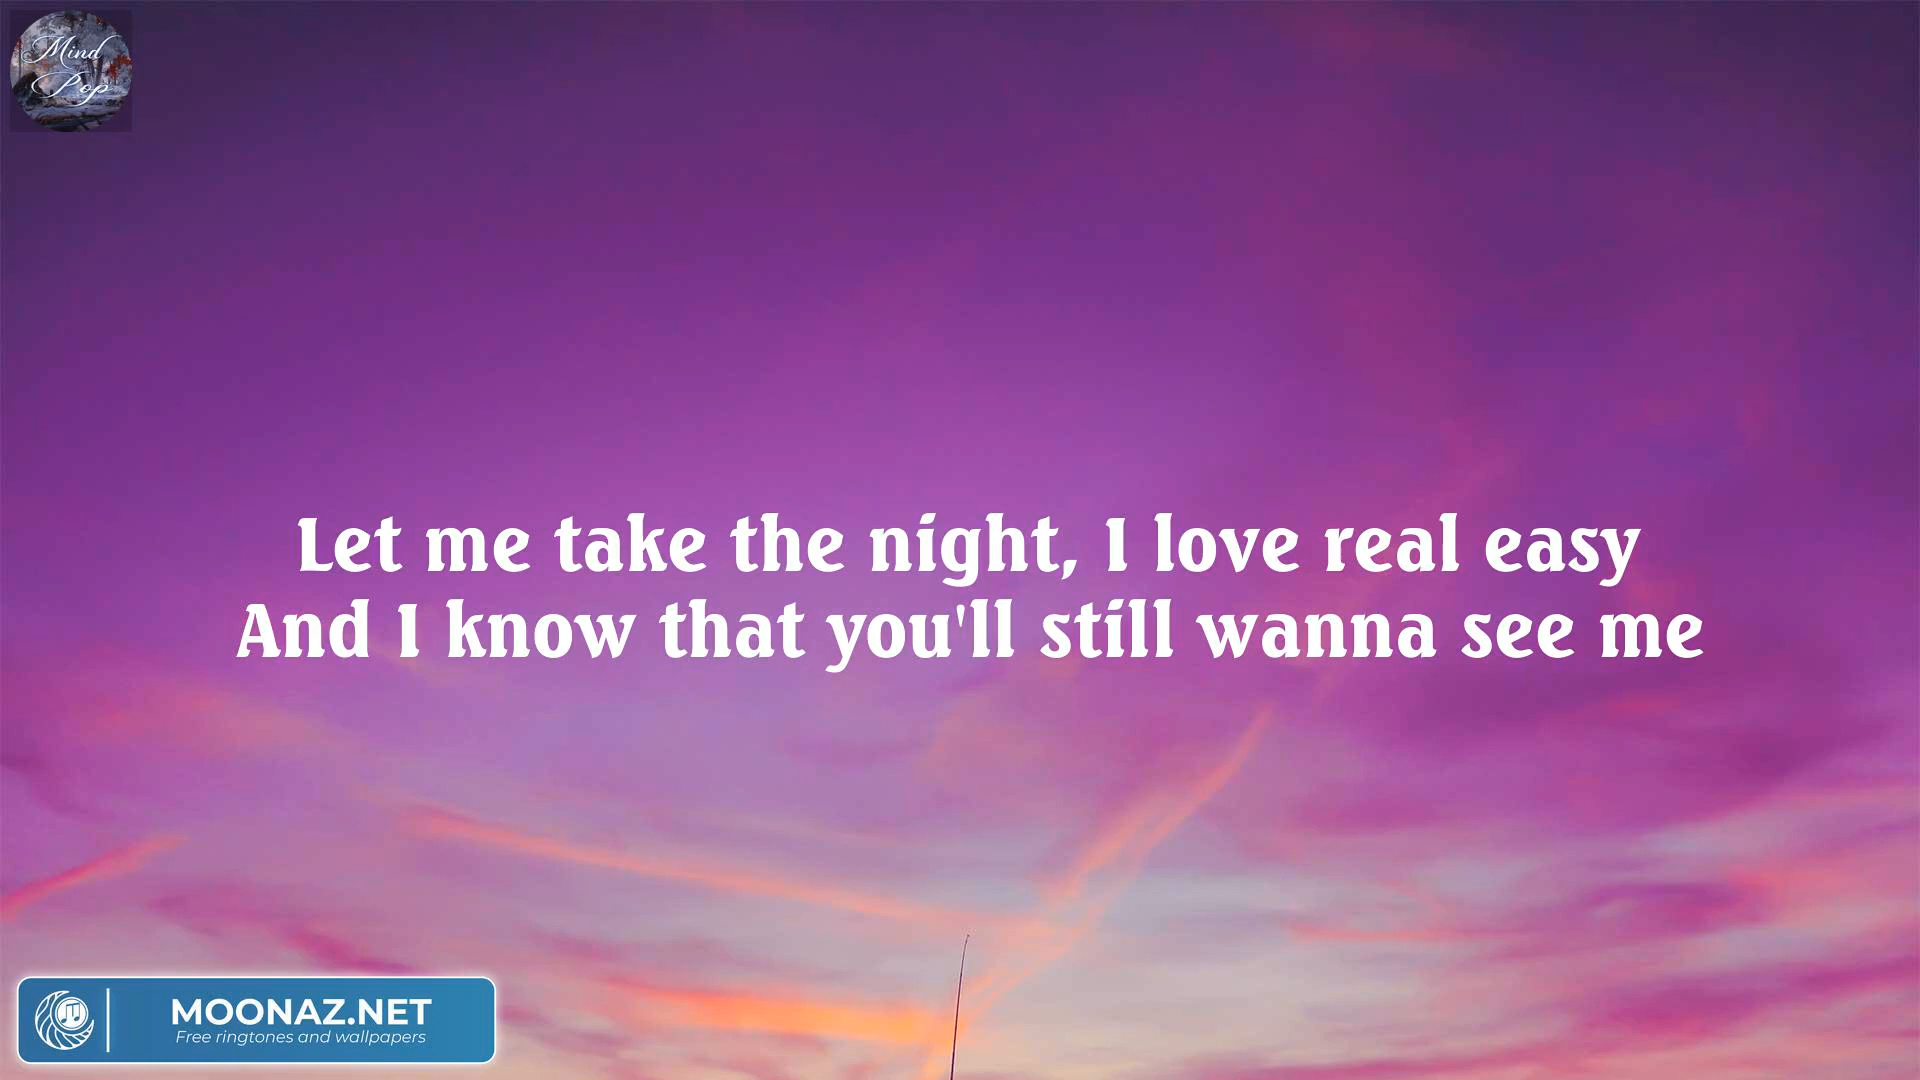 Mind
Pop
Let me take the night, I love real easy
And I know that you'll still wanna see me
MOONAZ.NET
Free ringtones and wallpapers